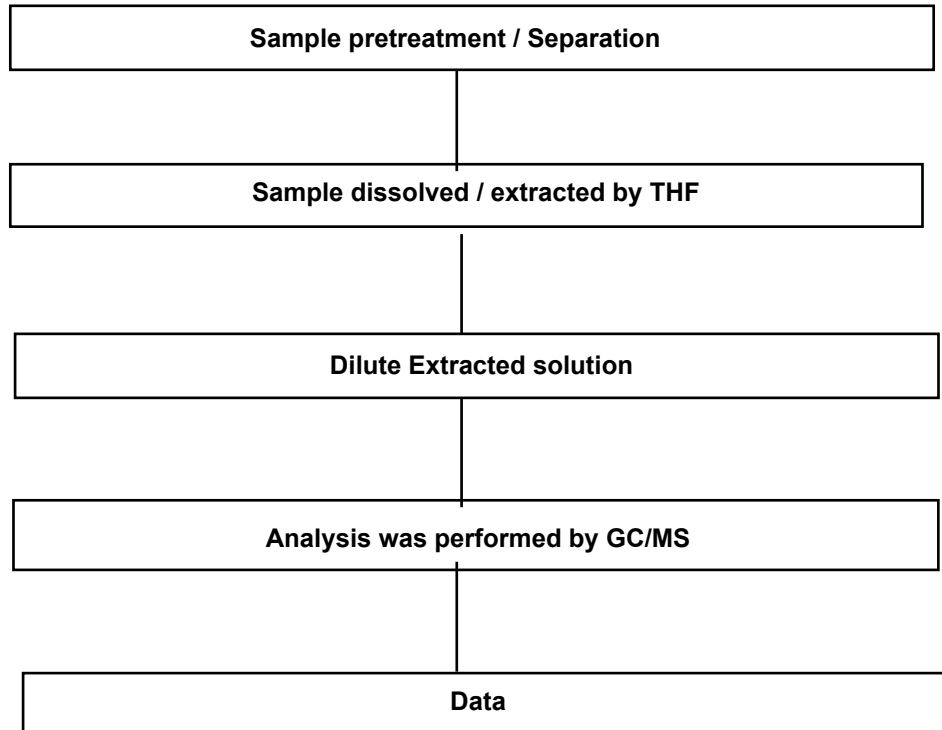 Sample pretreatment / Separation
Sample dissolved / extracted by THF
Dilute Extracted solution
Analysis was performed by GC/MS
Data